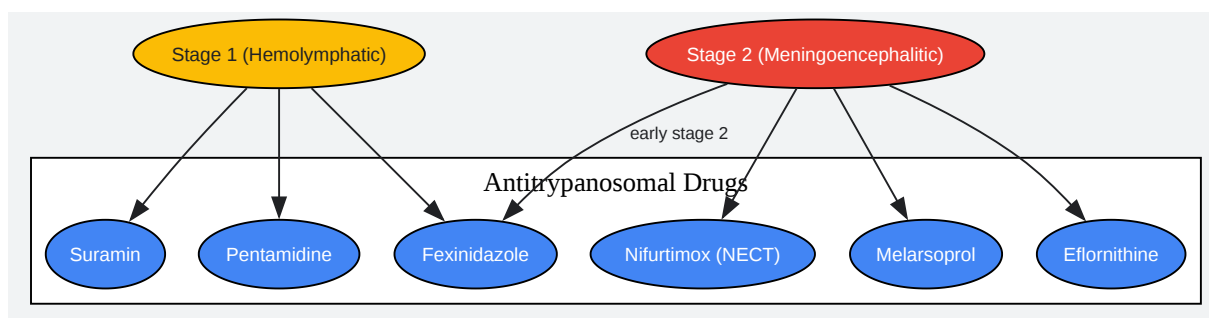 Stage 1 (Hemolymphatic)
Stage 2 (Meningoencephalitic)
early stage 2
Antitrypanosomal Drugs
Suramin
Pentamidine
Fexinidazole
Nifurtimox (NECT)
Melarsoprol
Eflornithine